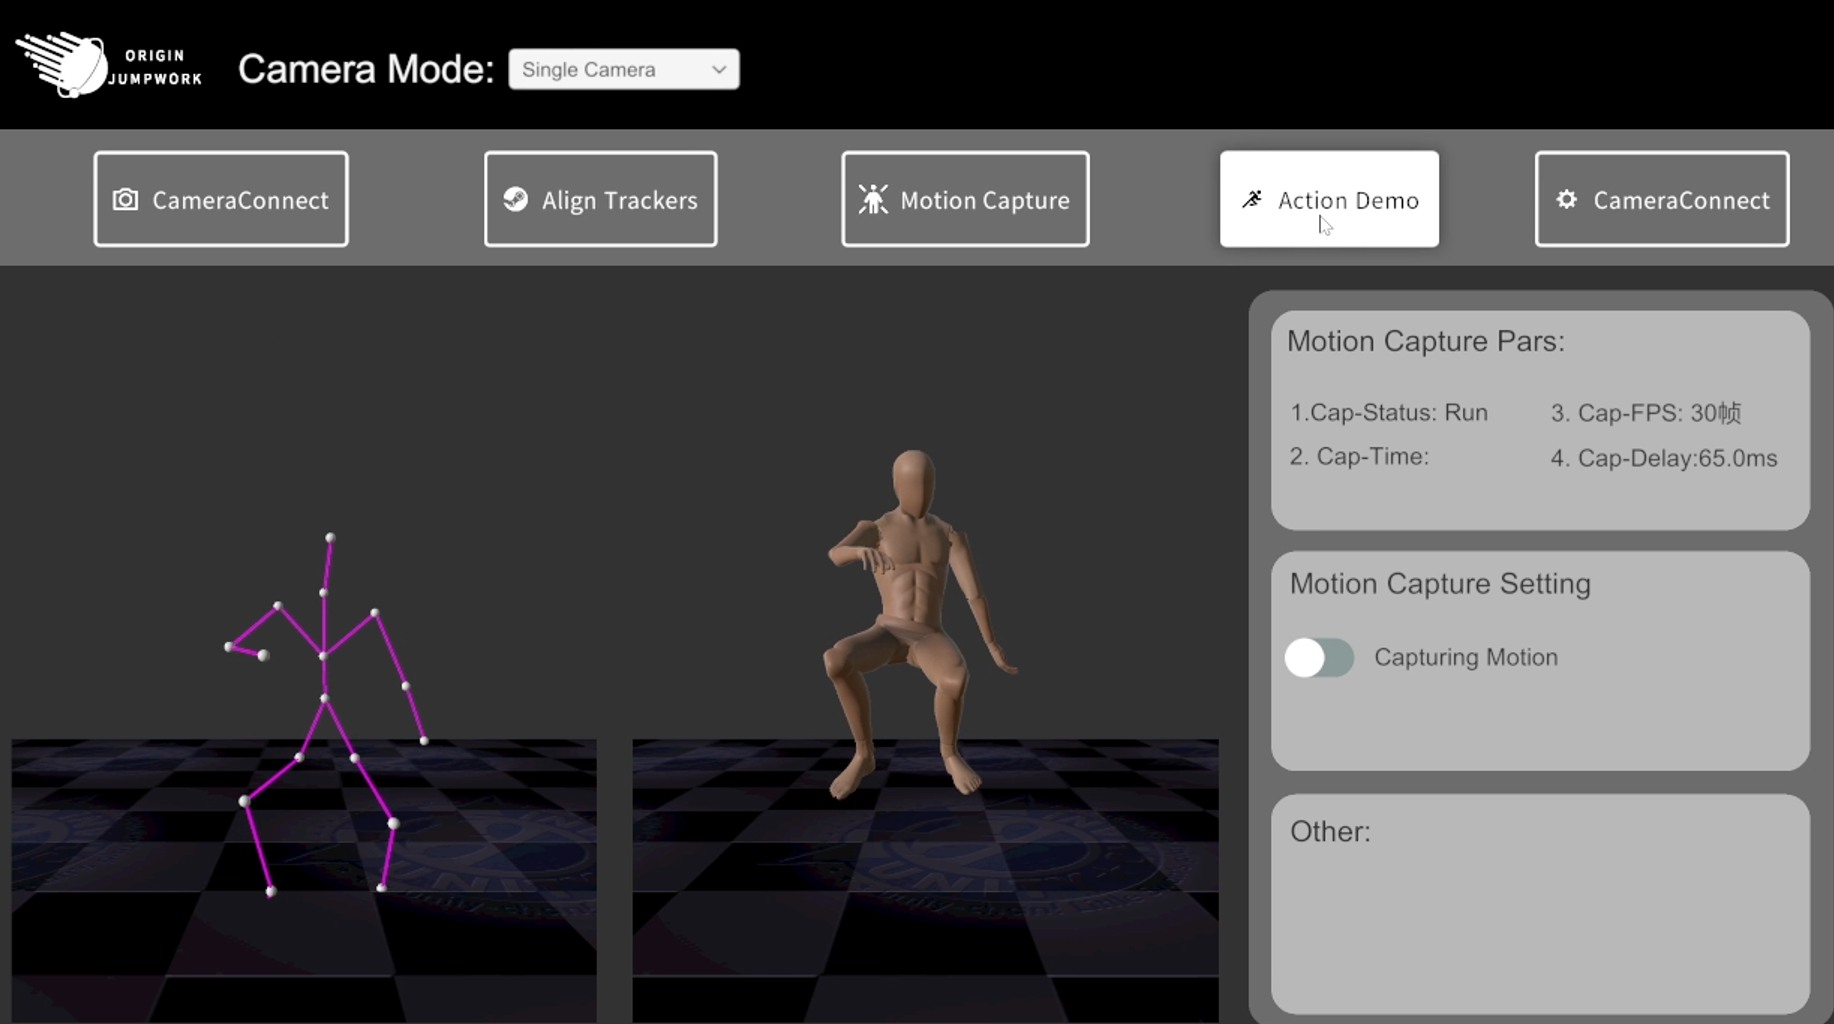 ORIGIN
JUMPWORK
Camera Mode:
Single Camera
CameraConnect
Align Trackers
Motion Capture
Action Demo
CameraConnect
Motion Capture Pars:
1.Cap-Status: Run
3. Cap-FPS: 30帧
2. Cap-Time:
4. Cap-Delay:65.0ms
Motion Capture Setting
Capturing Motion
Other: